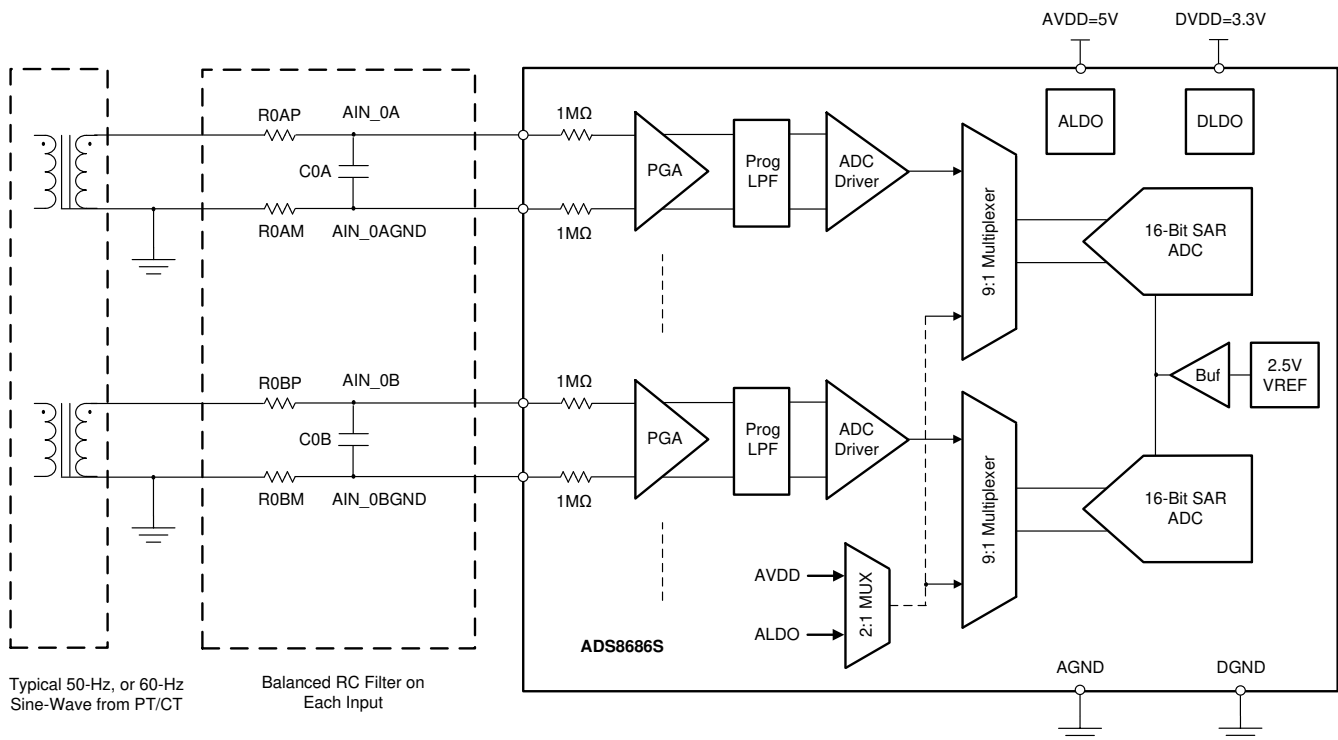 AVDD=5V
DVDD=3.3V
R0AP
AIN_0A
1MΩ
ALDO
DLDO
C0A
PGA
Prog
LPF
ADC
Driver
9:1 Multiplexer
16-Bit SAR
ADC
R0AM
AIN_0AGND
1MΩ
Buf
2.5V
VREF
R0BP
AIN_0B
1MΩ
C0B
PGA
Prog
LPF
ADC
Driver
9:1 Multiplexer
16-Bit SAR
ADC
R0BM
AIN_0BGND
1MΩ
AVDD
2:1 MUX
ALDO
ADS8686S
Typical 50-Hz, or 60-Hz
Sine-Wave from PT/CT
Balanced RC Filter on
Each Input
AGND
DGND